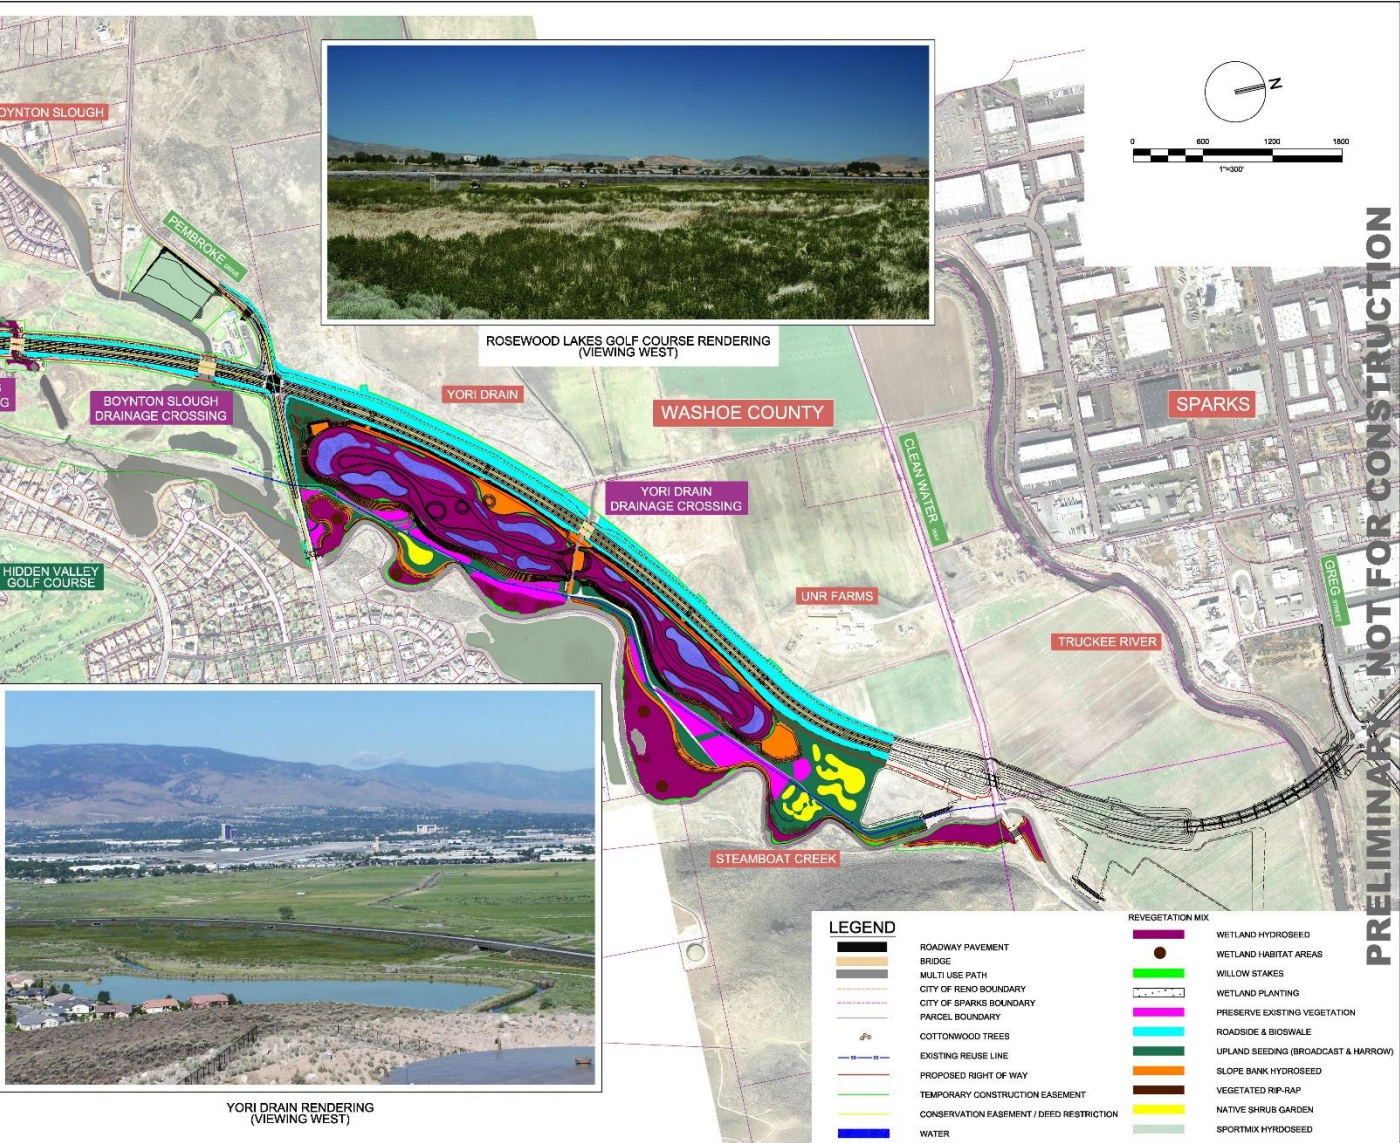 OYNTON SLOUGH
PEMBROKE DRIVE
N
0 600 1200 1800
1"=300'
ROSEWOOD LAKES GOLF COURSE RENDERING
(VIEWING WEST)
G
BOYNTON SLOUGH
DRAINAGE CROSSING
YORI DRAIN
WASHOE COUNTY
SPARKS
CLEAN WATER WAY
YORI DRAIN
DRAINAGE CROSSING
HIDDEN VALLEY
GOLF COURSE
UNR FARMS
GREG STREET
TRUCKEE RIVER
STEAMBOAT CREEK
PRELIMINARY - NOT FOR CONSTRUCTION
YORI DRAIN RENDERING
(VIEWING WEST)
LEGEND
ROADWAY PAVEMENT
BRIDGE
MULTI USE PATH
CITY OF RENO BOUNDARY
CITY OF SPARKS BOUNDARY
PARCEL BOUNDARY
COTTONWOOD TREES
EXISTING REUSE LINE
PROPOSED RIGHT OF WAY
TEMPORARY CONSTRUCTION EASEMENT
CONSERVATION EASEMENT / DEED RESTRICTION
WATER
REVEGETATION MIX
WETLAND HYDROSEED
WETLAND HABITAT AREAS
WILLOW STAKES
WETLAND PLANTING
PRESERVE EXISTING VEGETATION
ROADSIDE & BIOSWALE
UPLAND SEEDING (BROADCAST & HARROW)
SLOPE BANK HYDROSEED
VEGETATED RIP-RAP
NATIVE SHRUB GARDEN
SPORTMIX HYRDOSEED